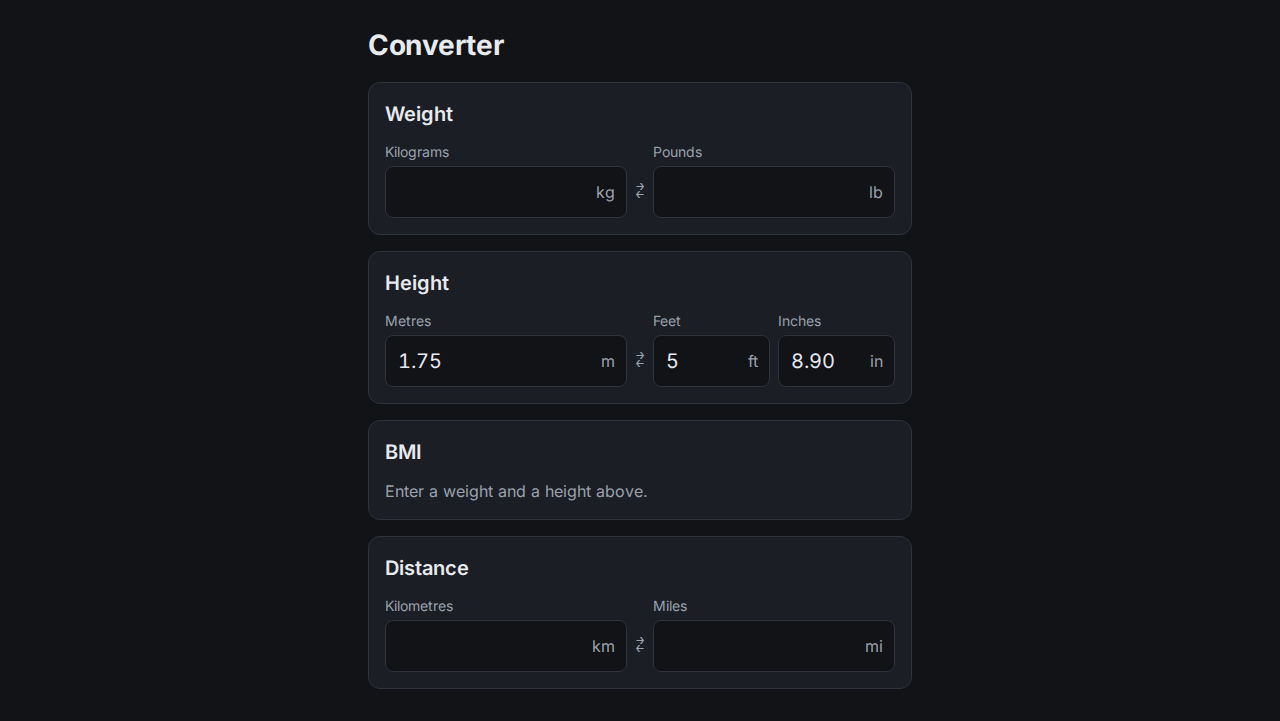 Converter
Weight
Kilograms Pounds
kg ⇄ lb
Height
Metres Feet Inches
1.75 m ⇄ 5 ft 8.90 in
BMI
Enter a weight and a height above.
Distance
Kilometres Miles
km ⇄ mi